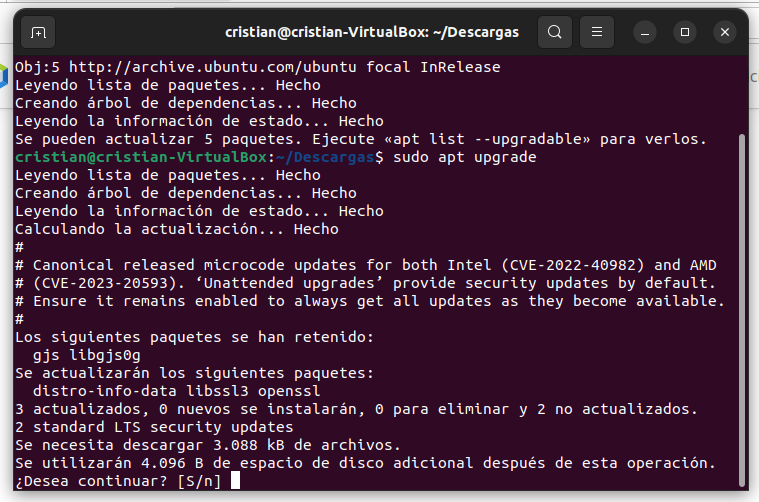 cristian@cristian-VirtualBox: ~/Descargas
Obj:5 http://archive.ubuntu.com/ubuntu focal InRelease
Leyendo lista de paquetes... Hecho
Creando árbol de dependencias... Hecho
Leyendo la información de estado... Hecho
Se pueden actualizar 5 paquetes. Ejecute «apt list --upgradable» para verlos.
cristian@cristian-VirtualBox:~/Descargas$ sudo apt upgrade
Leyendo lista de paquetes... Hecho
Creando árbol de dependencias... Hecho
Leyendo la información de estado... Hecho
Calculando la actualización... Hecho
#
# Canonical released microcode updates for both Intel (CVE-2022-40982) and AMD
# (CVE-2023-20593). ‘Unattended upgrades’ provide security updates by default.
# Ensure it remains enabled to always get all updates as they become available.
#
Los siguientes paquetes se han retenido:
  gjs libgjs0g
Se actualizarán los siguientes paquetes:
  distro-info-data libssl3 openssl
3 actualizados, 0 nuevos se instalarán, 0 para eliminar y 2 no actualizados.
2 standard LTS security updates
Se necesita descargar 3.088 kB de archivos.
Se utilizarán 4.096 B de espacio de disco adicional después de esta operación.
¿Desea continuar? [S/n]